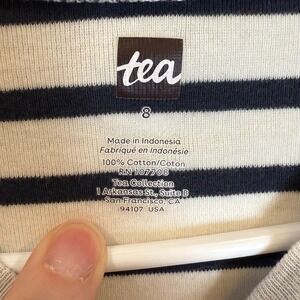 tea
8
Made in Indonesia
Fabriqué en Indonésie
100% Cotton/Coton
RN 107708
Tea Collection
1 Arkansas St., Suite B
San Francisco, CA
94107 USA